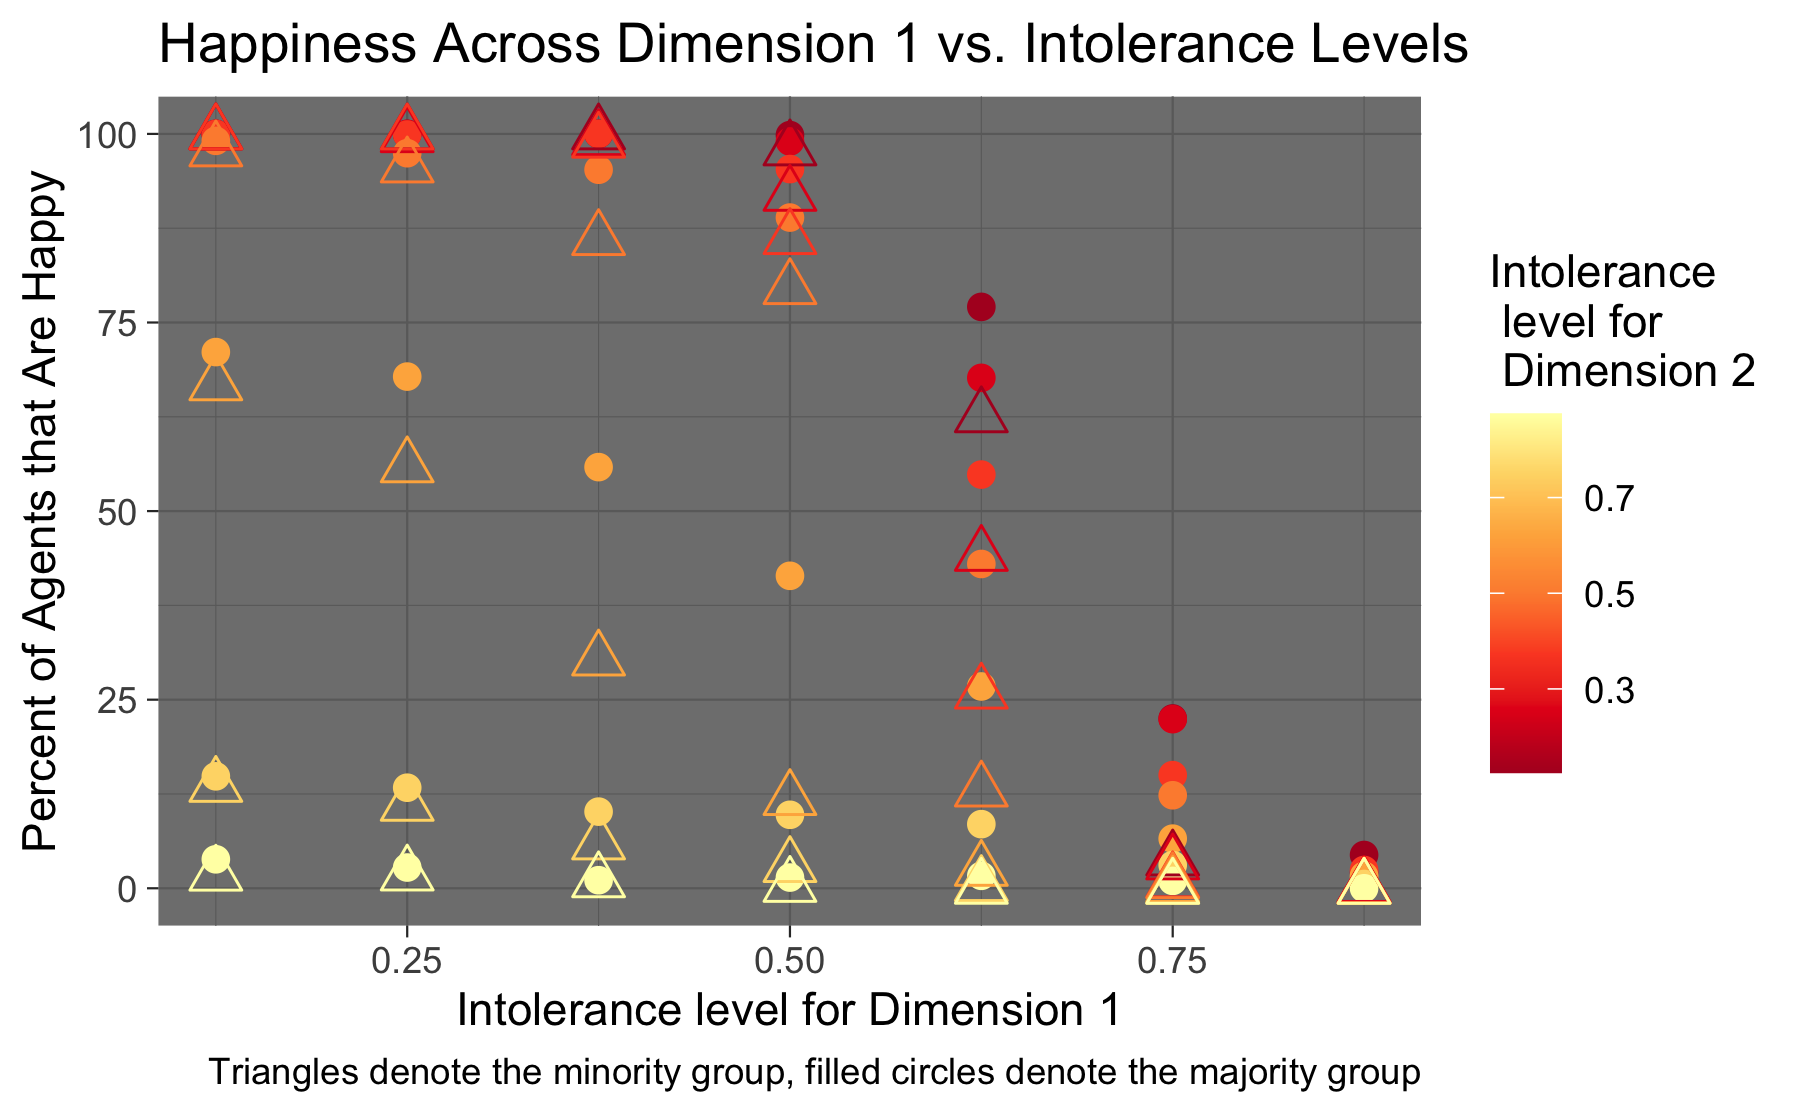 Happiness Across Dimension 1 vs. Intolerance Levels
Percent of Agents that Are Happy
100
75
50
25
0
0.25
0.50
0.75
Intolerance level for Dimension 1
Triangles denote the minority group, filled circles denote the majority group
Intolerance
level for
Dimension 2
0.7
0.5
0.3